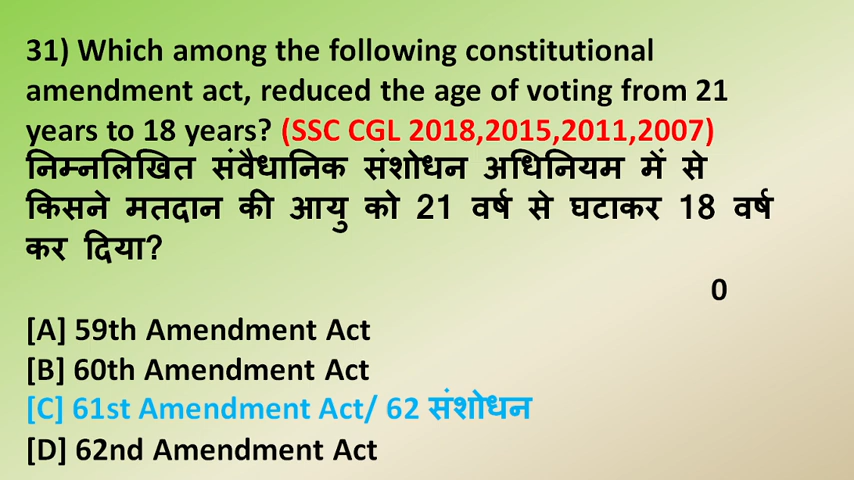 31) Which among the following constitutional
amendment act, reduced the age of voting from 21
years to 18 years? (SSC CGL 2018,2015,2011,2007)
निम्नलिखित संवैधानिक संशोधन अधिनियम में से
किसने मतदान की आयु को 21 वर्ष से घटाकर 18 वर्ष
कर दिया?
0
[A] 59th Amendment Act
[B] 60th Amendment Act
[C] 61st Amendment Act/ 62 संशोधन
[D] 62nd Amendment Act